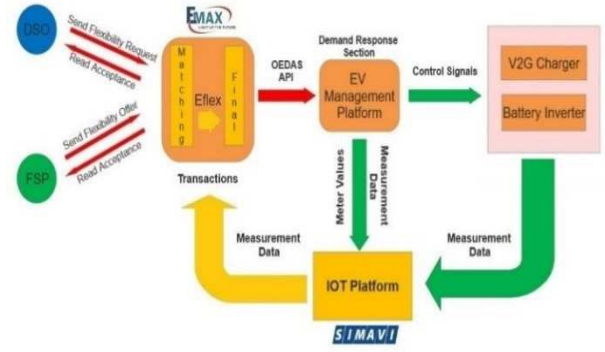 EMAX
DSO
Send Flexibility Request
Read Acceptance
Matching
Eflex
Final
OEDAS
API
Demand Response
Section
EV
Management
Platform
Control Signals
V2G Charger
Battery Inverter
Send Flexibility Offer
Read Acceptance
FSP
Transactions
Meter Values
Measurement
Data
Measurement
Data
Measurement
Data
IOT Platform
SIMAVI